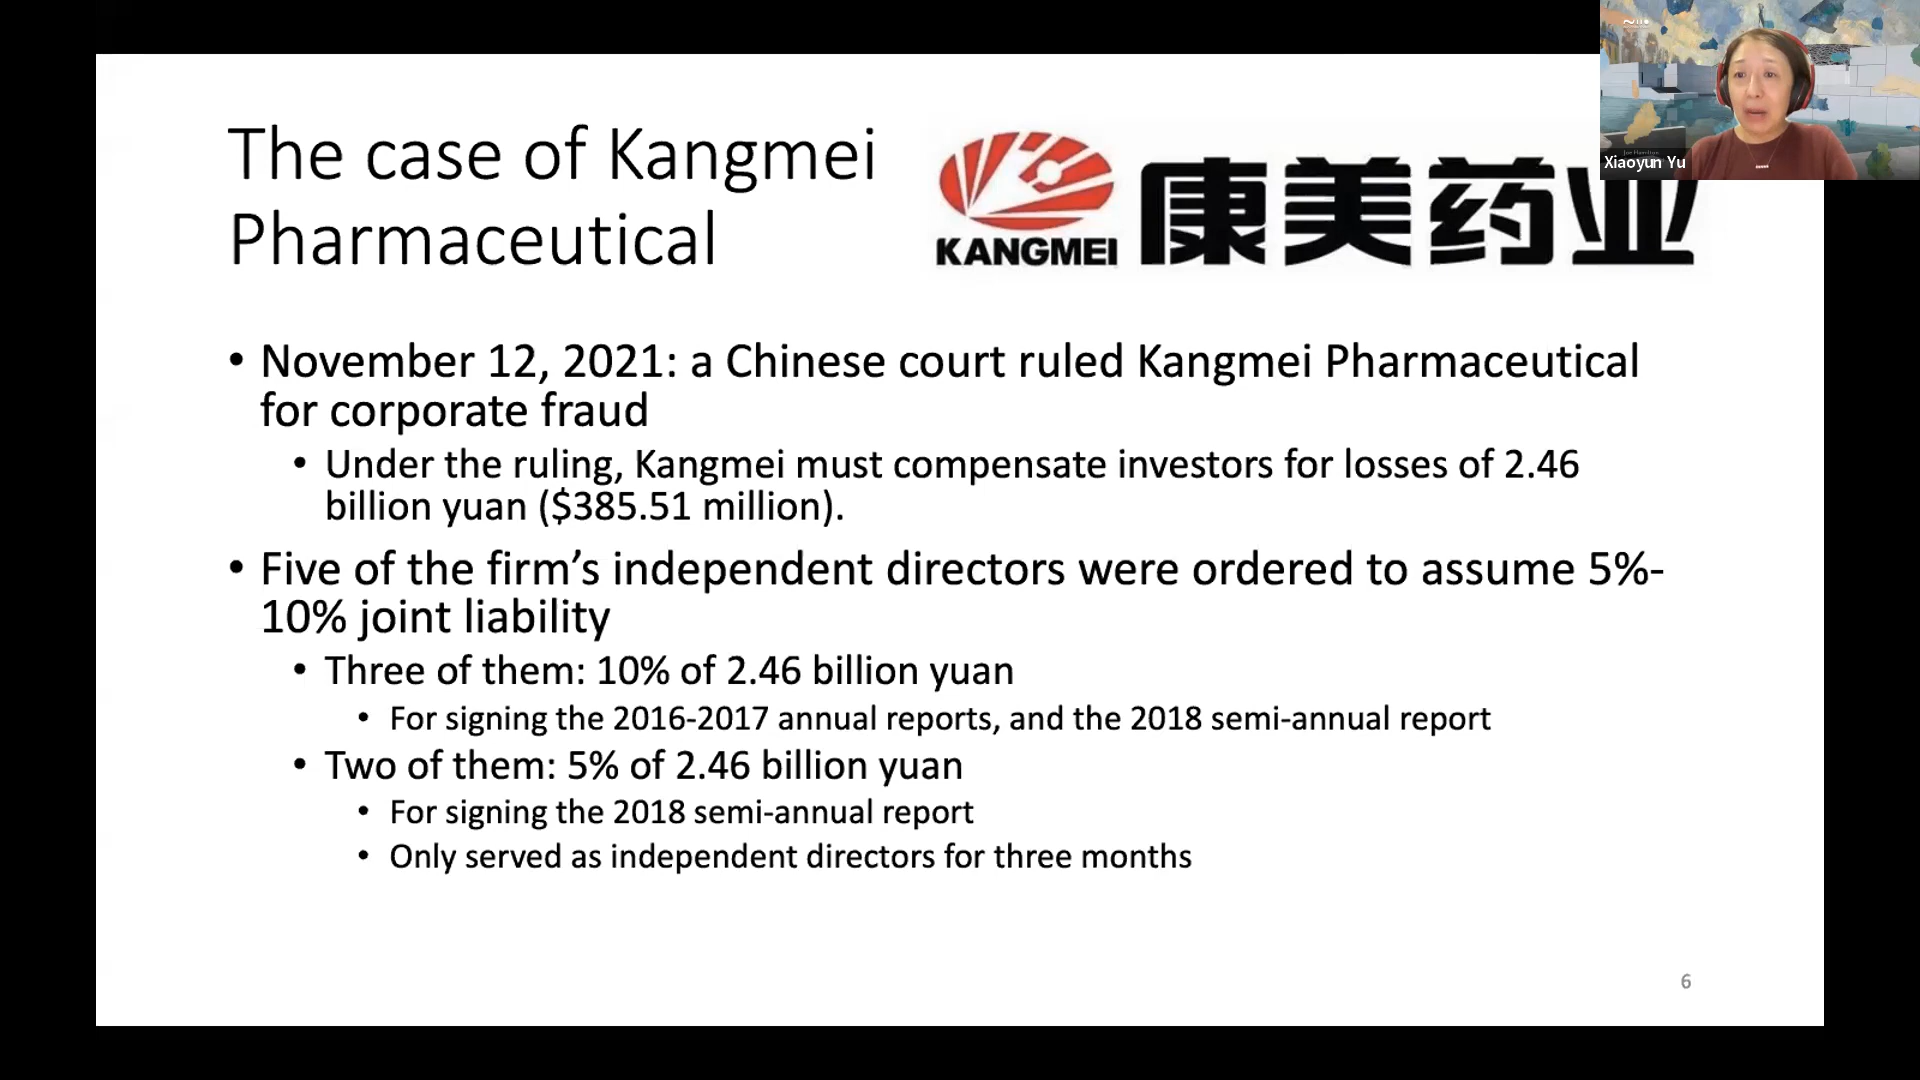 The case of Kangmei
Pharmaceutical
KANGMEI
康美药业
Xiaoyun Yu
• November 12, 2021: a Chinese court ruled Kangmei Pharmaceutical
for corporate fraud
• Under the ruling, Kangmei must compensate investors for losses of 2.46
billion yuan ($385.51 million).
• Five of the firm’s independent directors were ordered to assume 5%-
10% joint liability
• Three of them: 10% of 2.46 billion yuan
• For signing the 2016-2017 annual reports, and the 2018 semi-annual report
• Two of them: 5% of 2.46 billion yuan
• For signing the 2018 semi-annual report
• Only served as independent directors for three months
6